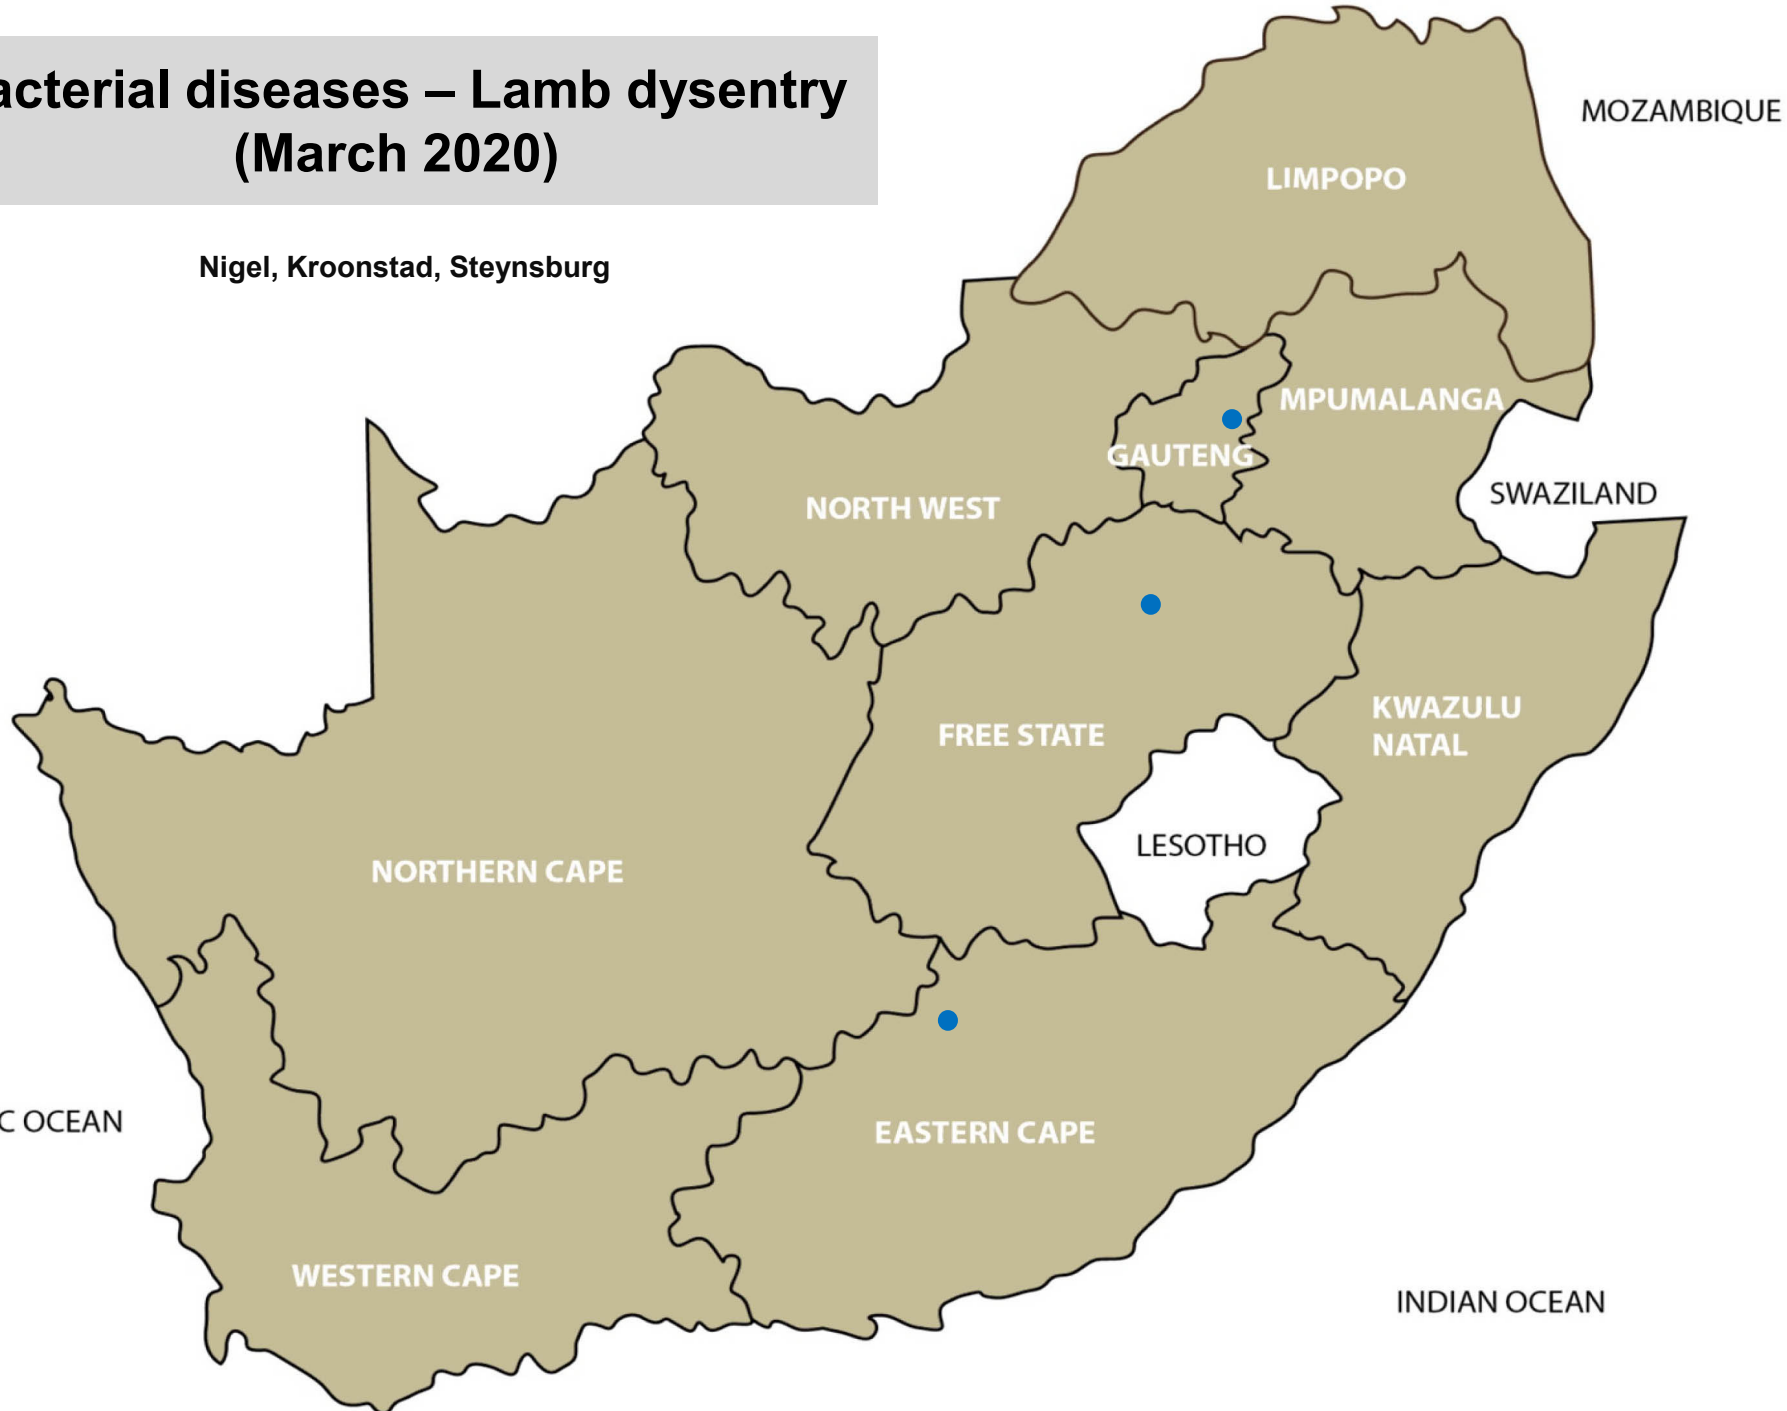 acterial diseases – Lamb dysentry
(March 2020)
MOZAMBIQUE
LIMPOPO
Nigel, Kroonstad, Steynsburg
MPUMALANGA
GAUTENG
NORTH WEST
SWAZILAND
KWAZULU
NATAL
FREE STATE
LESOTHO
NORTHERN CAPE
C OCEAN
EASTERN CAPE
WESTERN CAPE
INDIAN OCEAN